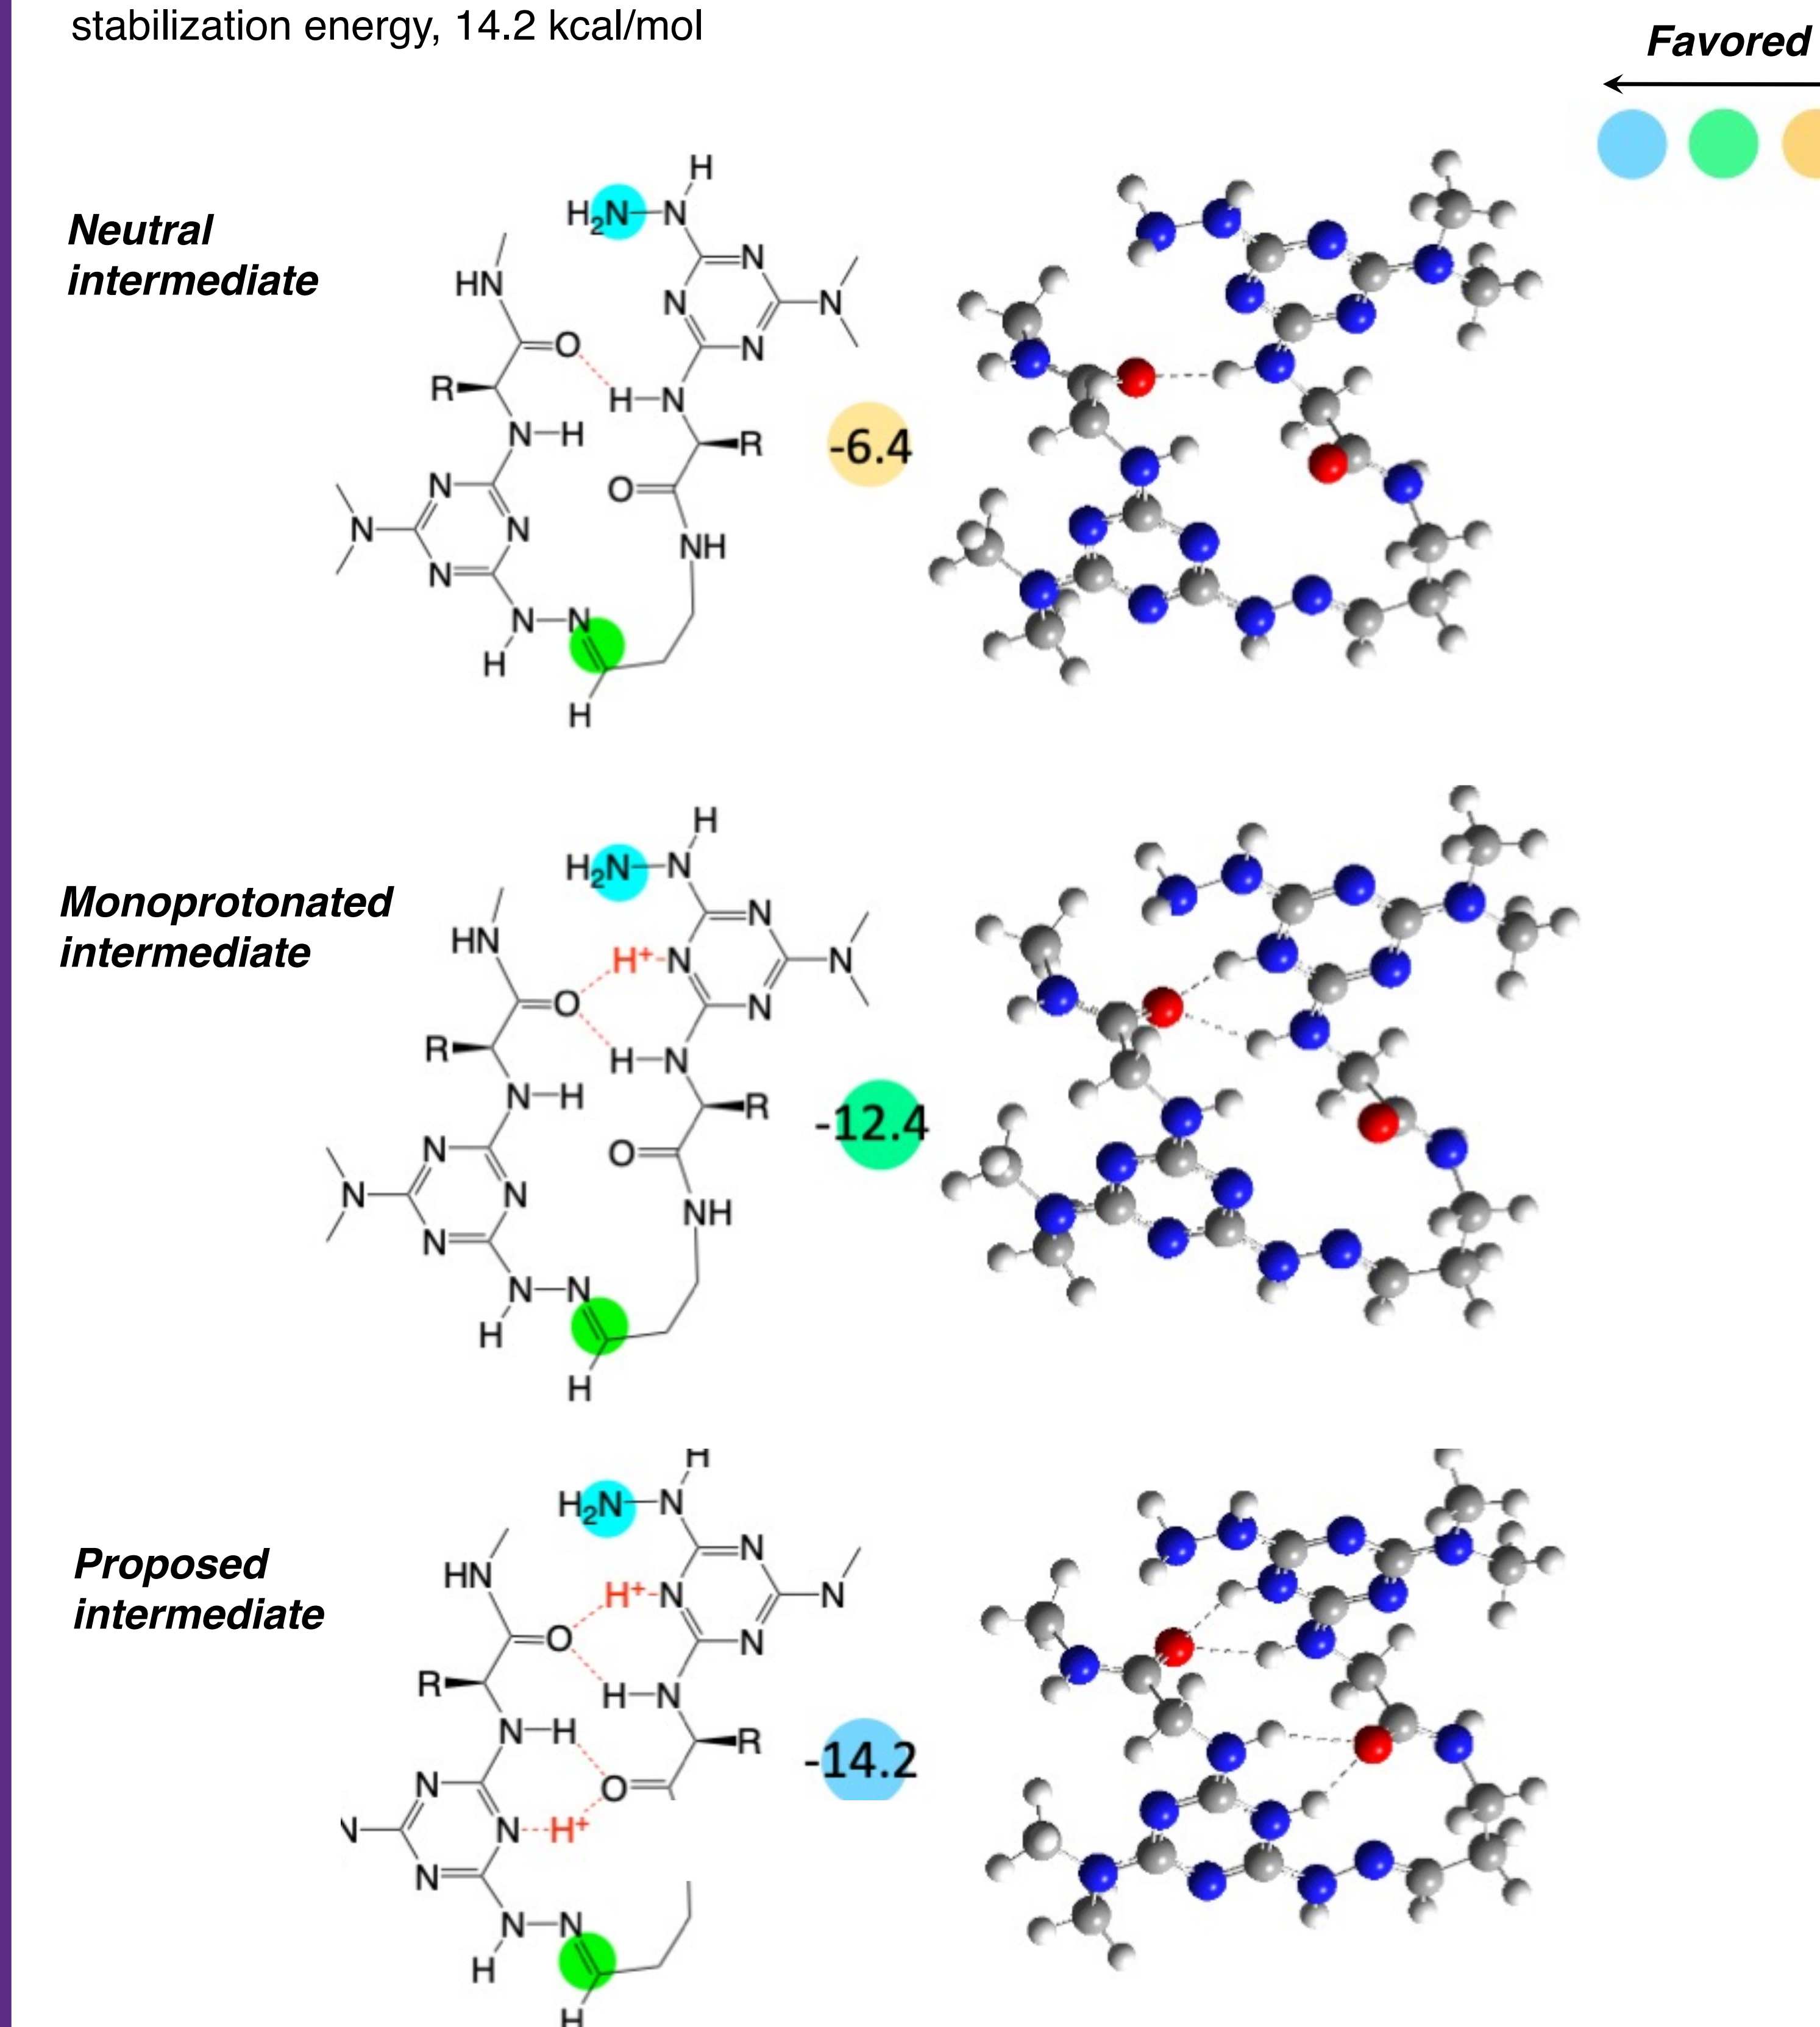 stabilization energy, 14.2 kcal/mol
Favored
Neutral
intermediate
H
H₂N N
N
HN
N N
O N
R H N
N H R
N O
N N NH
N
N N
H
H
-6.4
Monoprotonated
intermediate
H
H₂N N
N
HN H⁺ N N
O N
R H N
N H R
N O
N N NH
N
N N
H
H
-12.4
Proposed
intermediate
H
H₂N N
N
HN H⁺ N N
O N
R H N
N H R
N O
N N H⁺
N
N N
H
H
-14.2